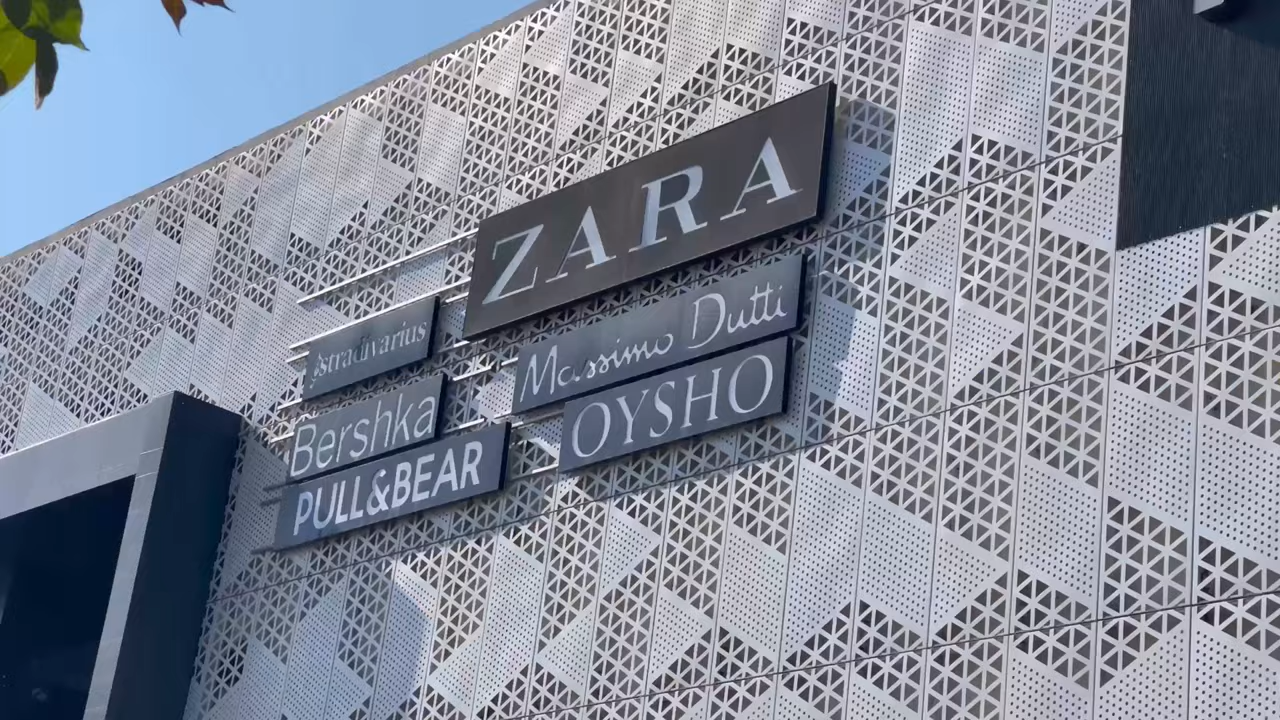 ZARA
stradivarius
Massimo Dutti
Bershka
OYSHO
PULL&BEAR